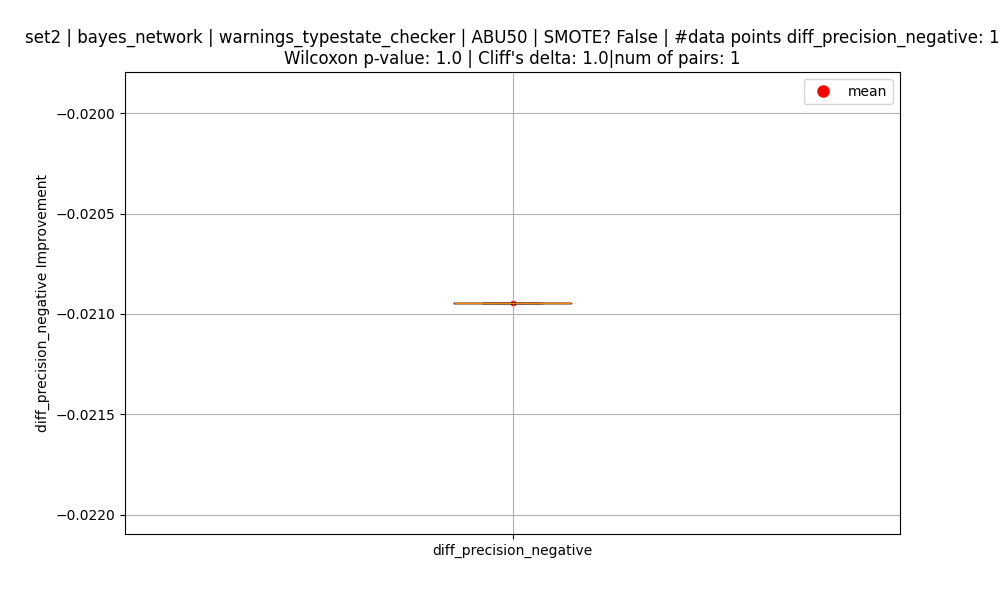 set2 | bayes_network | warnings_typestate_checker | ABU50 | SMOTE? False | #data points diff_precision_negative: 1
Wilcoxon p-value: 1.0 | Cliff's delta: 1.0|num of pairs: 1
mean
−0.0200
−0.0205
−0.0210
−0.0215
−0.0220
diff_precision_negative Improvement
diff_precision_negative